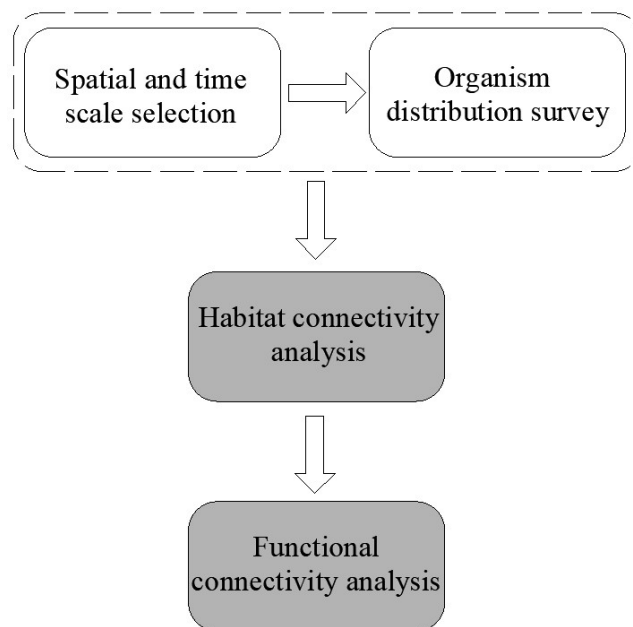 Spatial and time
scale selection
Organism
distribution survey
Habitat connectivity
analysis
Functional
connectivity analysis